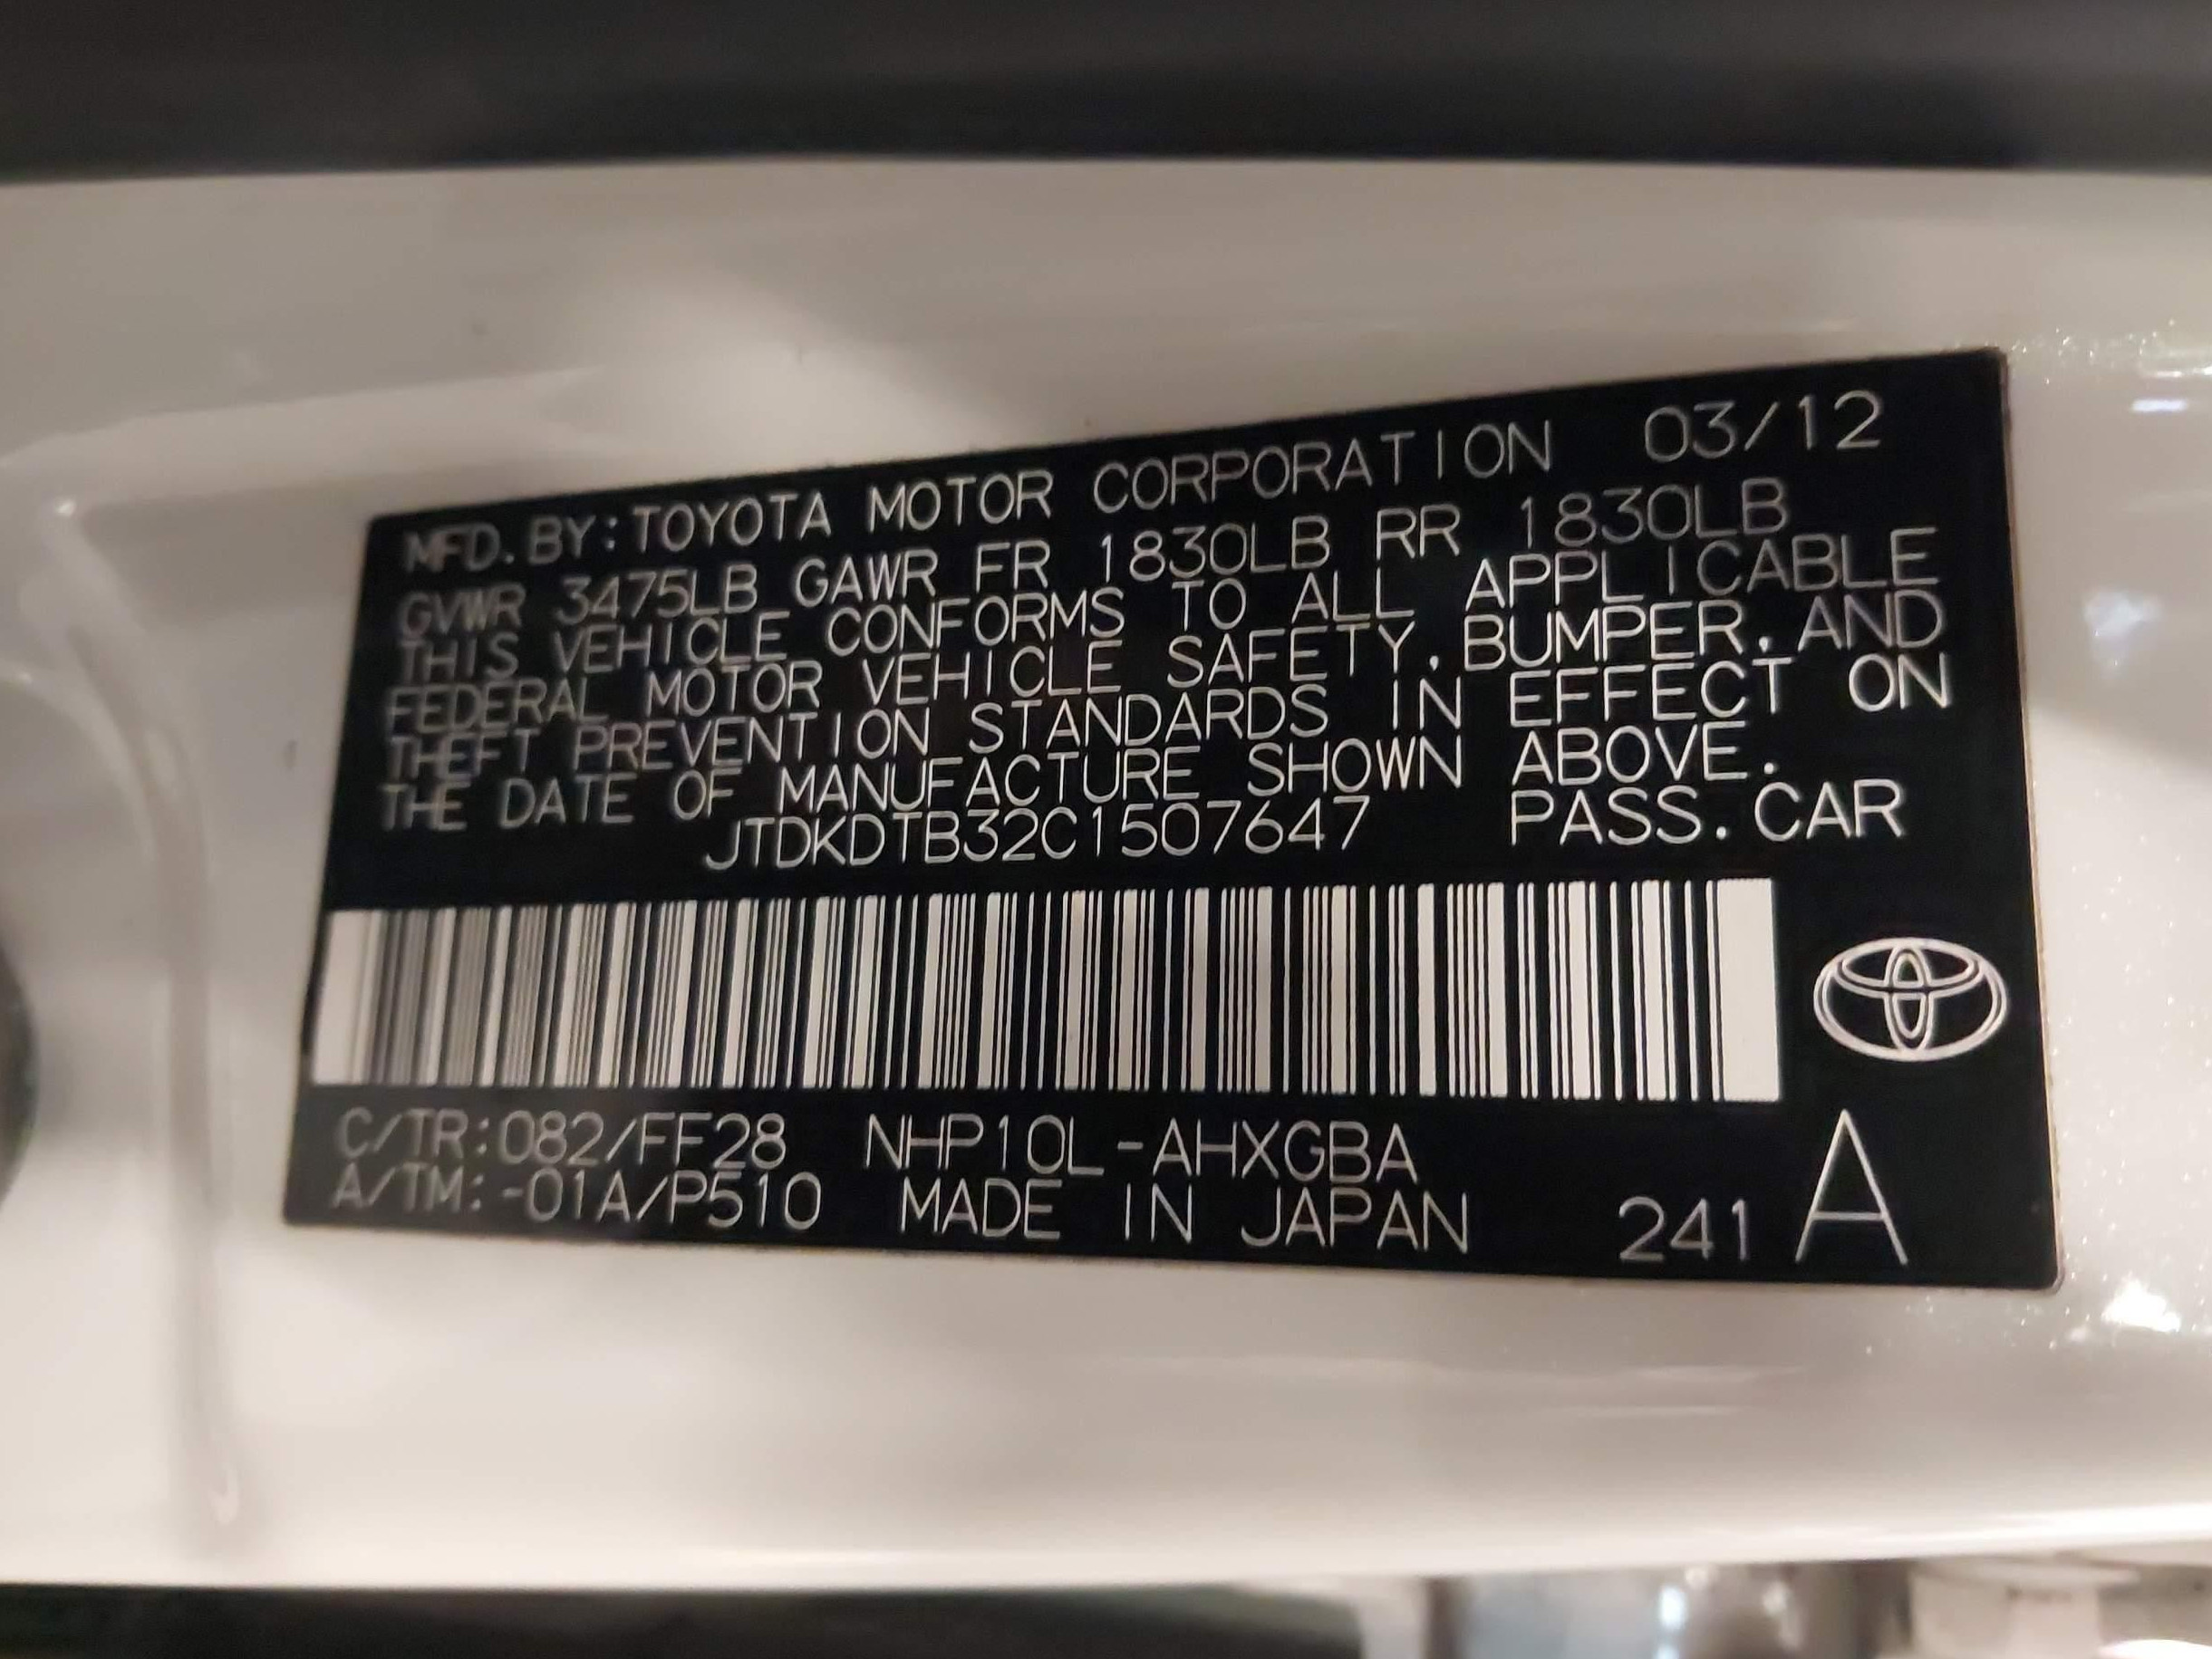 MFD. BY: TOYOTA MOTOR CORPORATION 03/12
GVWR 3475LB GAWR FR 1830LB RR 1830LB
THIS VEHICLE CONFORMS TO ALL APPLICABLE
FEDERAL MOTOR VEHICLE SAFETY, BUMPER, AND
THEFT PREVENTION STANDARDS IN EFFECT ON
THE DATE OF MANUFACTURE SHOWN ABOVE.
JTDKDTB32C1507647 PASS. CAR
C/TR:082/FF28 NHP10L-AHXGBA
A/TM:-01A/P510 MADE IN JAPAN 241 A